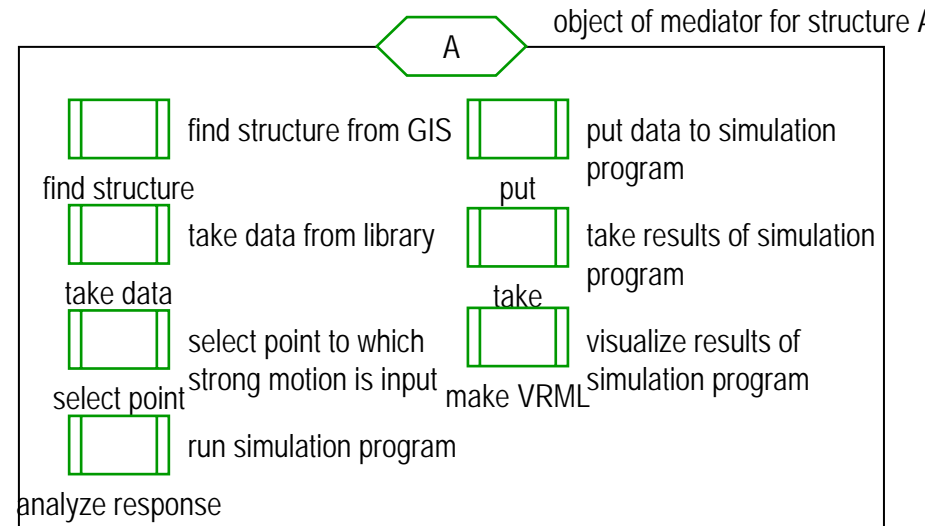 object of mediator for structure A
A
find structure from GIS
find structure
take data from library
take data
select point to which
strong motion is input
select point
run simulation program
analyze response
put data to simulation
program
put
take results of simulation
program
take
visualize results of
simulation program
make VRML